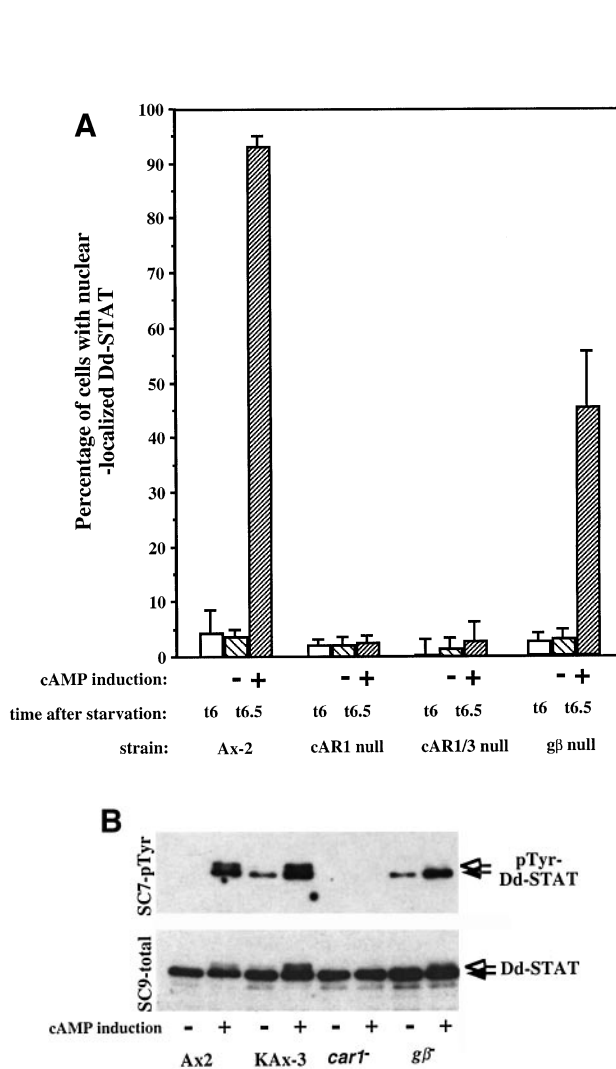 A
100
90
80
70
60
50
40
30
20
10
0
Percentage of cells with nuclear
-localized Dd-STAT
cAMP induction: - + - + - + - +
time after starvation: t6 t6.5 t6 t6.5 t6 t6.5 t6 t6.5
strain: Ax-2 cAR1 null cAR1/3 null gβ null
B
SC7-pTyr
pTyr-
Dd-STAT
SC9-total
Dd-STAT
cAMP induction - + - + - + - +
Ax2 KAx-3 car1- gβ-